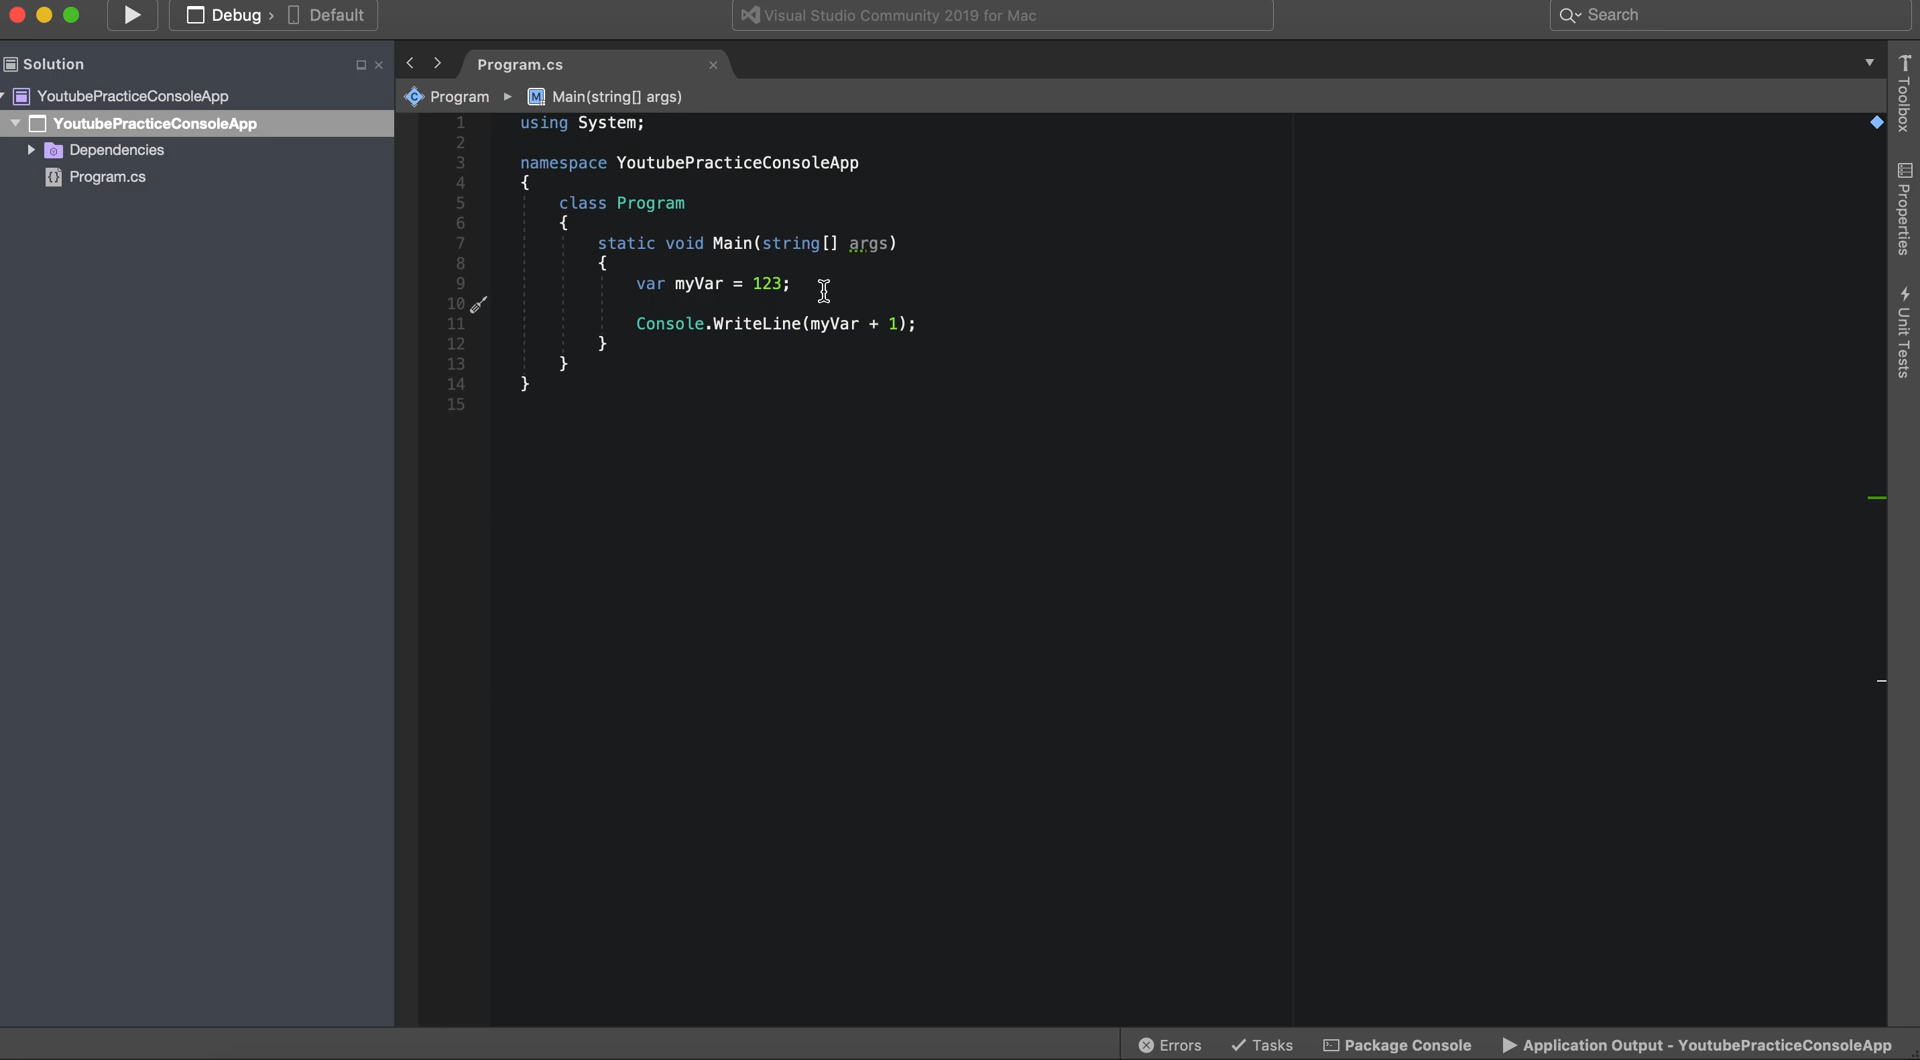 Debug › Default
Visual Studio Community 2019 for Mac
Search
Solution
YoutubePracticeConsoleApp
YoutubePracticeConsoleApp
Dependencies
Program.cs
Program.cs
Program ▸ Main(string[] args)
1 using System;
2
3 namespace YoutubePracticeConsoleApp
4 {
5 class Program
6 {
7 static void Main(string[] args)
8 {
9 var myVar = 123;
10
11 Console.WriteLine(myVar + 1);
12 }
13 }
14 }
15
Toolbox
Properties
Unit Tests
Errors Tasks Package Console Application Output - YoutubePracticeConsoleApp